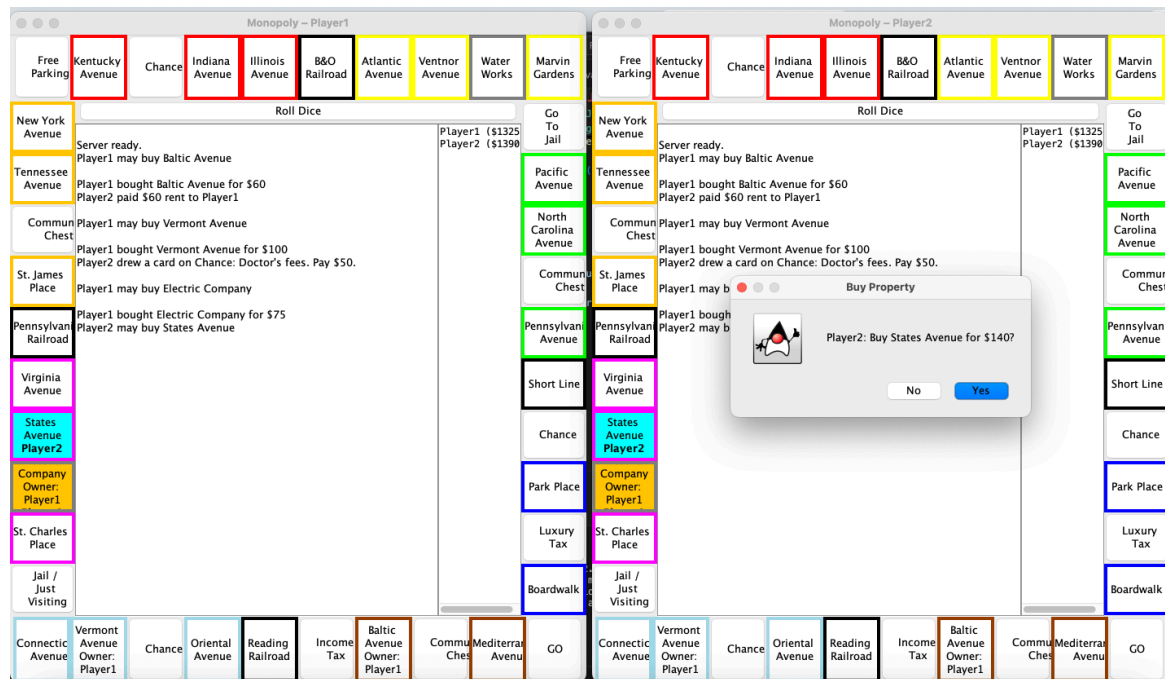 Monopoly – Player1
Free Parking
Kentucky Avenue
Chance
Indiana Avenue
Illinois Avenue
B&O Railroad
Atlantic Avenue
Ventnor Avenue
Water Works
Marvin Gardens
Roll Dice
New York Avenue
Tennessee Avenue
Commun Chest
St. James Place
Pennsylvani Railroad
Virginia Avenue
States Avenue Player2
Company Owner: Player1
St. Charles Place
Jail / Just Visiting
Server ready.
Player1 may buy Baltic Avenue
Player1 bought Baltic Avenue for $60
Player2 paid $60 rent to Player1
Player1 may buy Vermont Avenue
Player1 bought Vermont Avenue for $100
Player2 drew a card on Chance: Doctor's fees. Pay $50.
Player1 may buy Electric Company
Player1 bought Electric Company for $75
Player2 may buy States Avenue
Player1 ($1325
Player2 ($1390
Go To Jail
Pacific Avenue
North Carolina Avenue
Commun Chest
Pennsylvani Avenue
Short Line
Chance
Park Place
Luxury Tax
Boardwalk
Connectic Avenue
Vermont Avenue Owner: Player1
Chance
Oriental Avenue
Reading Railroad
Income Tax
Baltic Avenue Owner: Player1
Commu Ches
Mediterran Avenu
GO
Monopoly – Player2
Free Parking
Kentucky Avenue
Chance
Indiana Avenue
Illinois Avenue
B&O Railroad
Atlantic Avenue
Ventnor Avenue
Water Works
Marvin Gardens
Roll Dice
New York Avenue
Tennessee Avenue
Commun Chest
St. James Place
Pennsylvani Railroad
Virginia Avenue
States Avenue Player2
Company Owner: Player1
St. Charles Place
Jail / Just Visiting
Server ready.
Player1 may buy Baltic Avenue
Player1 bought Baltic Avenue for $60
Player2 paid $60 rent to Player1
Player1 may buy Vermont Avenue
Player1 bought Vermont Avenue for $100
Player2 drew a card on Chance: Doctor's fees. Pay $50.
Player1 may b
Player1 bough
Player2 may b
Buy Property
Player2: Buy States Avenue for $140?
No
Yes
Player1 ($1325
Player2 ($1390
Go To Jail
Pacific Avenue
North Carolina Avenue
Commun Chest
Pennsylvan Avenue
Short Line
Chance
Park Place
Luxury Tax
Boardwalk
Connectic Avenue
Vermont Avenue Owner: Player1
Chance
Oriental Avenue
Reading Railroad
Income Tax
Baltic Avenue Owner: Player1
Commu Ches
Mediterran Avenu
GO